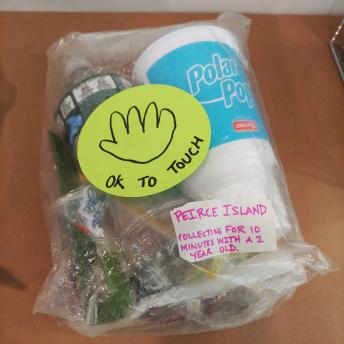 Polar
Pop
OK TO TOUCH
PEIRCE ISLAND
COLLECTING FOR 10
MINUTES WITH A 2
YEAR OLD.